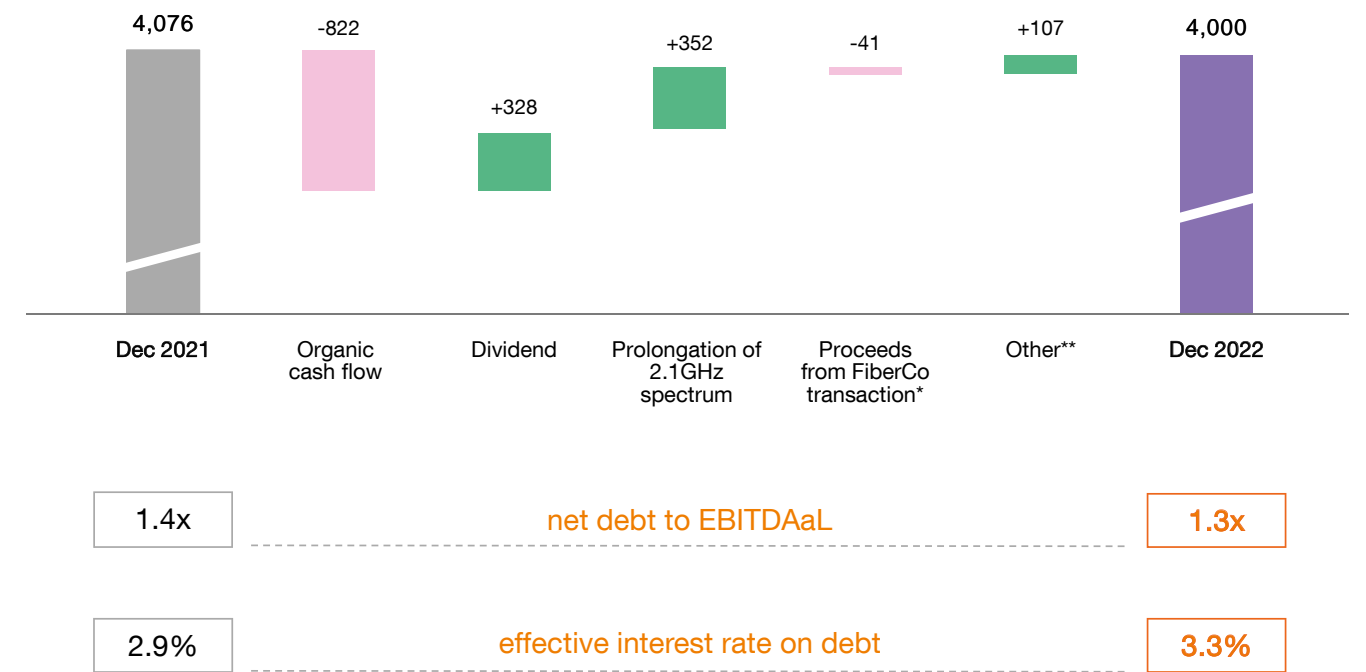 4,076
-822
+328
+352
-41
+107
4,000
Dec 2021
Organic
cash flow
Dividend
Prolongation of
2.1GHz
spectrum
Proceeds
from FiberCo
transaction*
Other**
Dec 2022
1.4x
net debt to EBITDAaL
1.3x
2.9%
effective interest rate on debt
3.3%